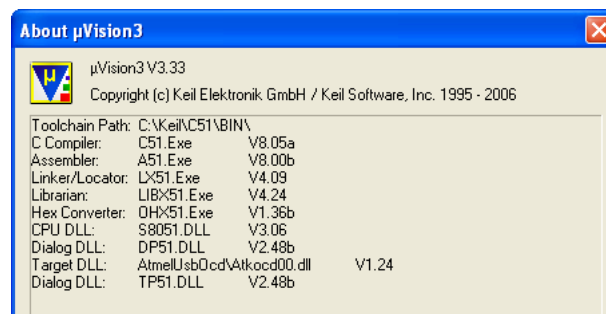 About µVision3
µVision3 V3.33
Copyright (c) Keil Elektronik GmbH / Keil Software, Inc. 1995 - 2006
Toolchain Path: C:\Keil\C51\BIN\
C Compiler: C51.Exe V8.05a
Assembler: A51.Exe V8.00b
Linker/Locator: LX51.Exe V4.09
Librarian: LIBX51.Exe V4.24
Hex Converter: OHX51.Exe V1.36b
CPU DLL: S8051.DLL V3.06
Dialog DLL: DP51.DLL V2.48b
Target DLL: AtmelUsbOcd\Atkocd00.dll V1.24
Dialog DLL: TP51.DLL V2.48b